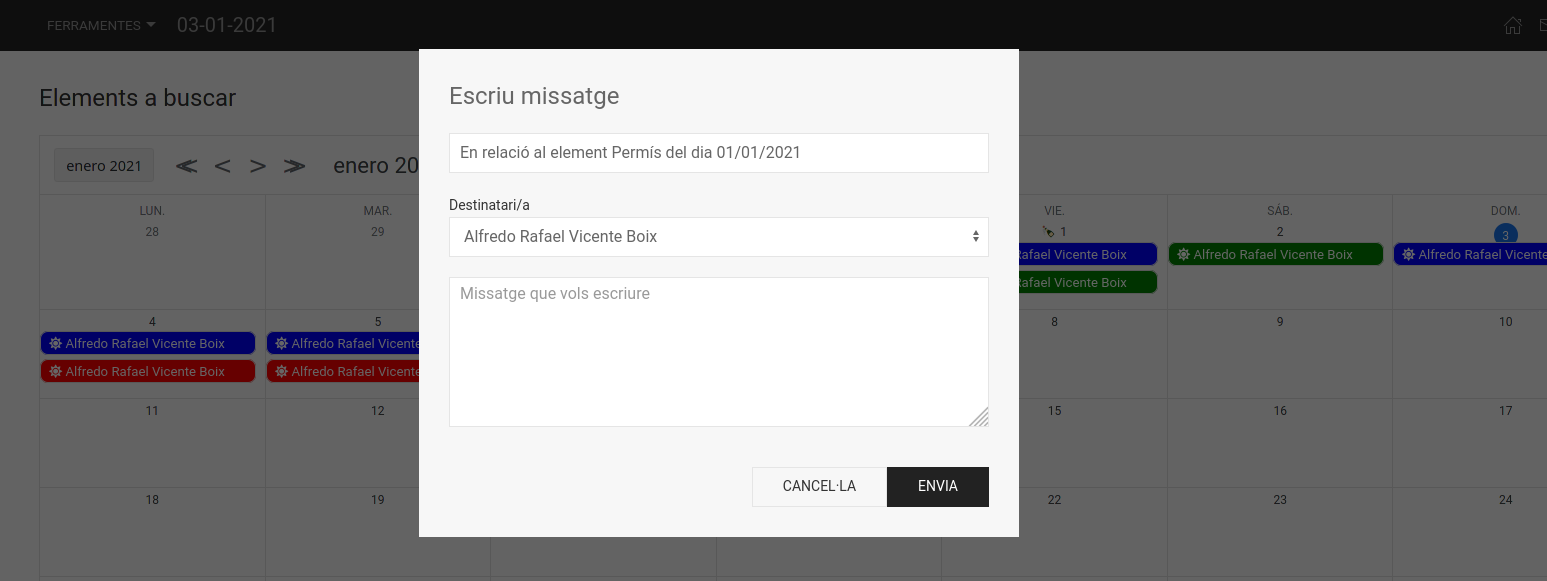 FERRAMENTES 03-01-2021
Elements a buscar
Escriu missatge
En relació al element Permís del dia 01/01/2021
Destinatari/a
Alfredo Rafael Vicente Boix
Missatge que vols escriure
CANCEL·LA ENVIA
enero 2021 enero 20
LUN. MAR. VIE. SÁB. DOM.
28 29 1 2 3
Rafael Vicente Boix Alfredo Rafael Vicente Boix Alfredo Rafael Vicente
Rafael Vicente Boix
4 5 8 9 10
Alfredo Rafael Vicente Boix Alfredo Rafael Vicente
Alfredo Rafael Vicente Boix Alfredo Rafael Vicente
11 12 15 16 17
18 19 22 23 24